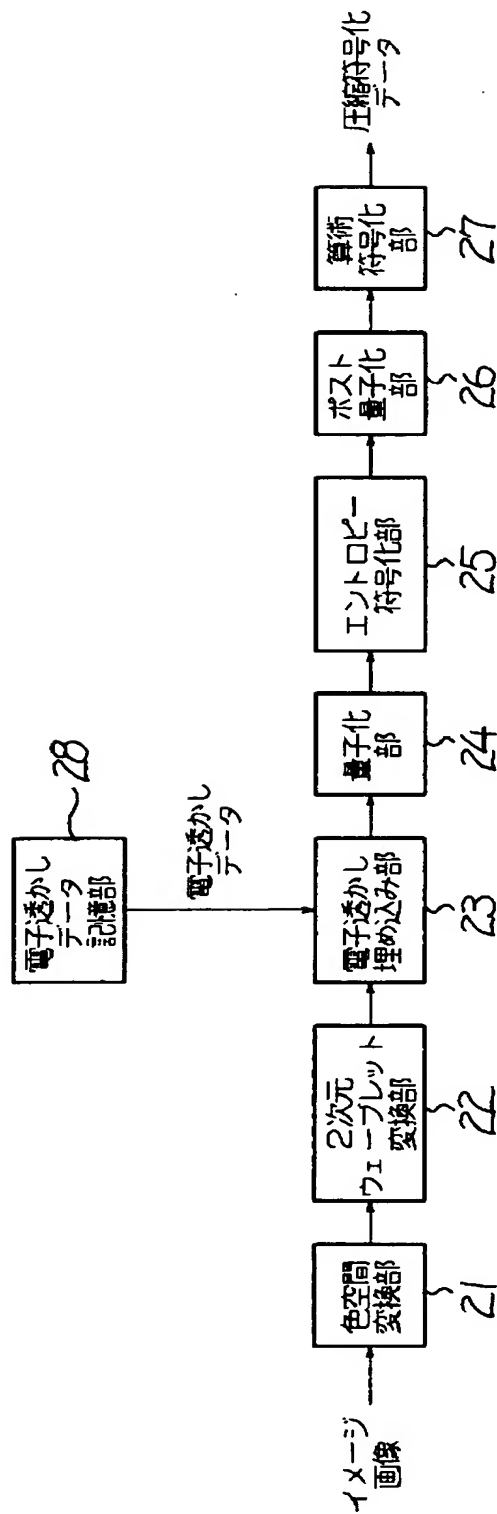 イメージ
画像
色空間
変換部
21
2次元
ウェーブレット
変換部
22
電子透かし
データ
記憶部
28
電子透かし
データ
電子透かし
埋め込み部
23
量子化
部
24
エントロピー
符号化部
25
ポスト
量子化
部
26
算術
符号化
部
27
圧縮符号化
データ